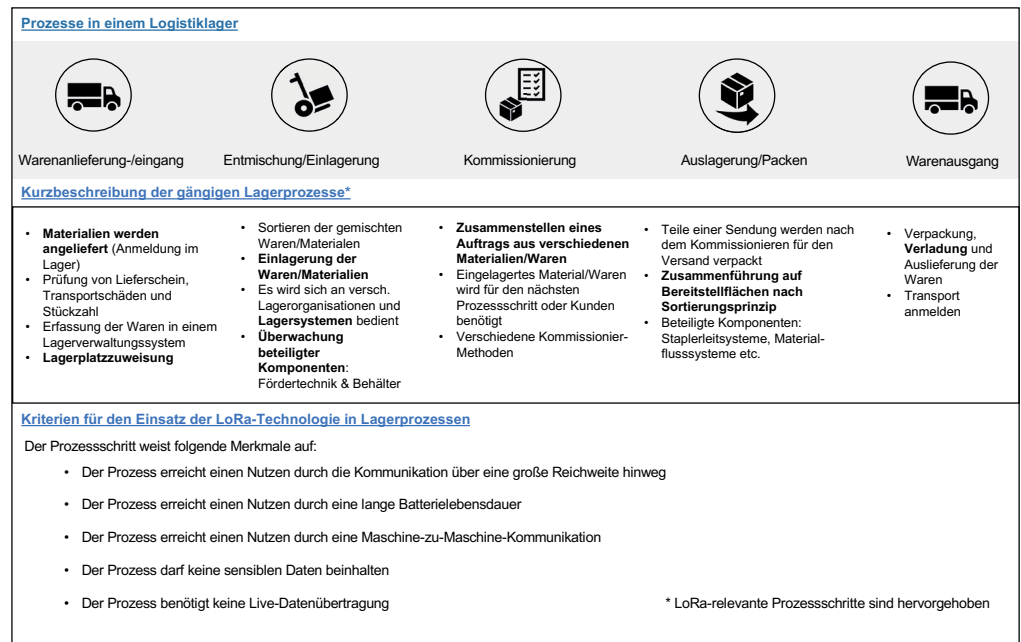 Prozesse in einem Logistiklager
Warenanlieferung-/eingang
Entmischung/Einlagerung
Kommissionierung
Auslagerung/Packen
Warenausgang
Kurzbeschreibung der gängigen Lagerprozesse*
• Materialien werden
angeliefert (Anmeldung im
Lager)
• Prüfung von Lieferschein,
Transportschäden und
Stückzahl
• Erfassung der Waren in einem
Lagerverwaltungssystem
• Lagerplatzzuweisung
• Sortieren der gemischten
Waren/Materialen
• Einlagerung der
Waren/Materialien
• Es wird sich an versch.
Lagerorganisationen und
Lagersystemen bedient
• Überwachung
beteiligter
Komponenten:
Fördertechnik & Behälter
• Zusammenstellen eines
Auftrags aus verschiedenen
Materialien/Waren
• Eingelagertes Material/Waren
wird für den nächsten
Prozessschritt oder Kunden
benötigt
• Verschiedene Kommissionier-
Methoden
• Teile einer Sendung werden nach
dem Kommissionieren für den
Versand verpackt
• Zusammenführung auf
Bereitstellflächen nach
Sortierungsprinzip
• Beteiligte Komponenten:
Staplerleitsysteme, Material-
flusssysteme etc.
• Verpackung,
Verladung und
Auslieferung der
Waren
• Transport
anmelden
Kriterien für den Einsatz der LoRa-Technologie in Lagerprozessen
Der Prozessschritt weist folgende Merkmale auf:
• Der Prozess erreicht einen Nutzen durch die Kommunikation über eine große Reichweite hinweg
• Der Prozess erreicht einen Nutzen durch eine lange Batterielebensdauer
• Der Prozess erreicht einen Nutzen durch eine Maschine-zu-Maschine-Kommunikation
• Der Prozess darf keine sensiblen Daten beinhalten
• Der Prozess benötigt keine Live-Datenübertragung
* LoRa-relevante Prozessschritte sind hervorgehoben